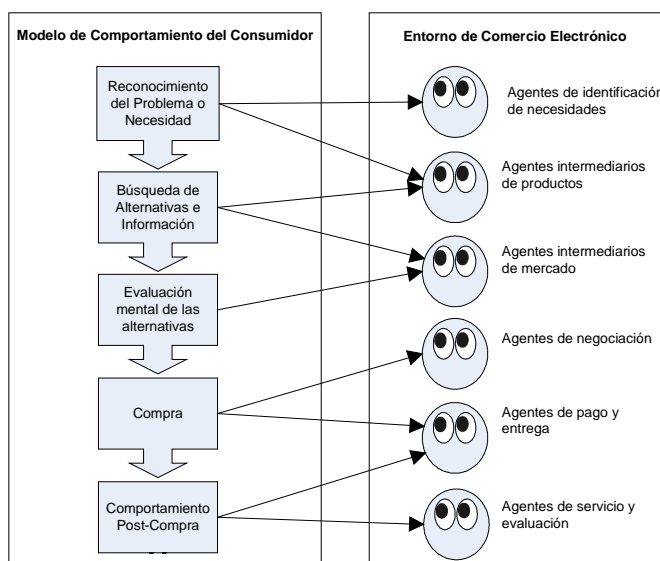 Modelo de Comportamiento del Consumidor
Reconocimiento
del Problema o
Necesidad
Búsqueda de
Alternativas e
Información
Evaluación
mental de las
alternativas
Compra
Comportamiento
Post-Compra
Entorno de Comercio Electrónico
Agentes de identificación
de necesidades
Agentes intermediarios
de productos
Agentes intermediarios
de mercado
Agentes de negociación
Agentes de pago y
entrega
Agentes de servicio y
evaluación